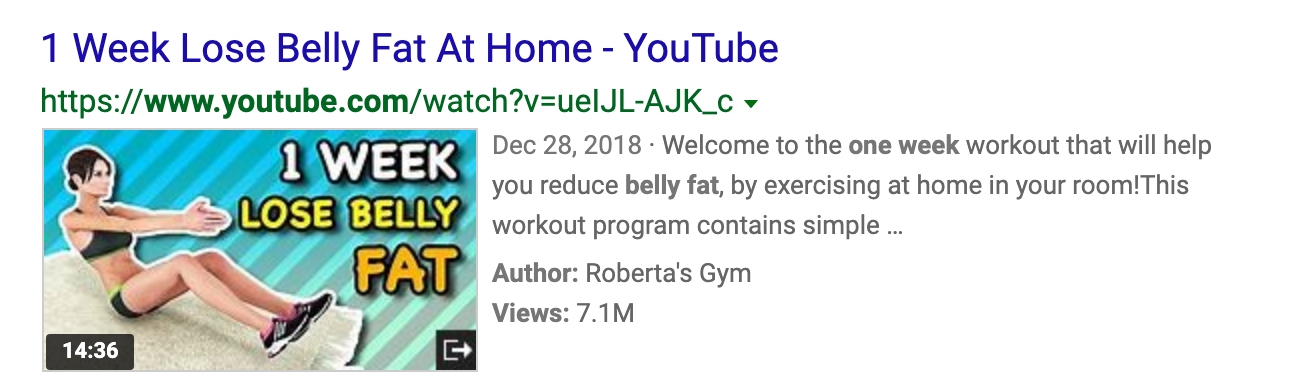 1 Week Lose Belly Fat At Home - YouTube
https://www.youtube.com/watch?v=ueIJL-AJK_c
1 WEEK
LOSE BELLY
FAT
14:36
Dec 28, 2018 · Welcome to the one week workout that will help
you reduce belly fat, by exercising at home in your room!This
workout program contains simple ...
Author: Roberta's Gym
Views: 7.1M